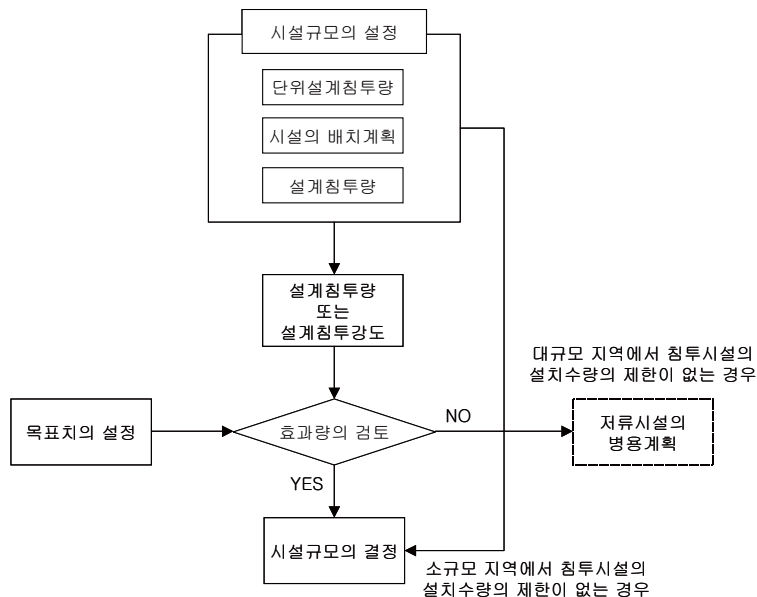 시설규모의 설정
단위설계침투량
시설의 배치계획
설계침투량
설계침투량
또는
설계침투강도
대규모 지역에서 침투시설의
설치수량의 제한이 없는 경우
목표치의 설정
효과량의 검토
NO
저류시설의
병용계획
YES
시설규모의 결정
소규모 지역에서 침투시설의
설치수량의 제한이 없는 경우